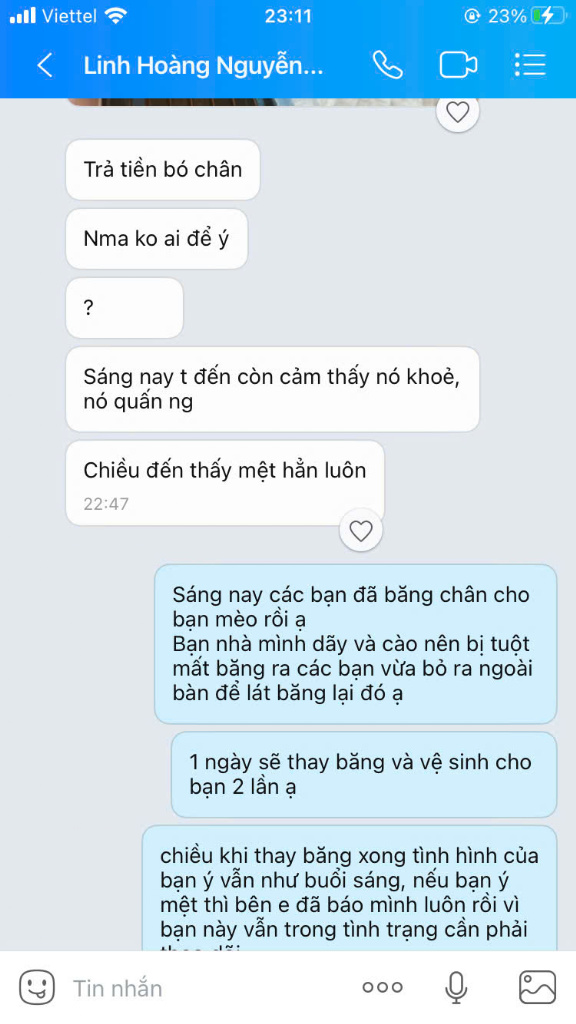 Viettel 23:11 23%
Linh Hoàng Nguyễn...
Trả tiền bó chân
Nma ko ai để ý
?
Sáng nay t đến còn cảm thấy nó khoẻ,
nó quấn ng
Chiều đến thấy mệt hẳn luôn
22:47
Sáng nay các bạn đã băng chân cho
bạn mèo rồi ạ
Bạn nhà mình dãy và cào nên bị tuột
mất băng ra các bạn vừa bỏ ra ngoài
bàn để lát băng lại đó ạ
1 ngày sẽ thay băng và vệ sinh cho
bạn 2 lần ạ
chiều khi thay băng xong tình hình của
bạn ý vẫn như buổi sáng, nếu bạn ý
mệt thì bên e đã báo mình luôn rồi vì
bạn này vẫn trong tình trạng cần phải
Tin nhắn